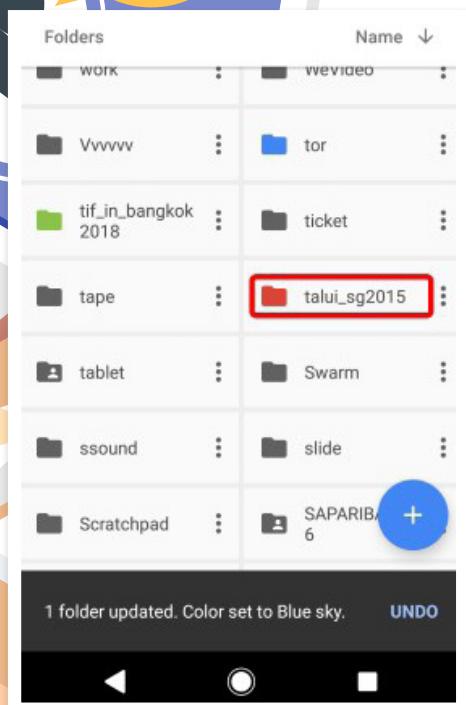 Folders
Name
work
WeVideo
Vvvvvv
tor
tif_in_bangkok
2018
ticket
tape
talui_sg2015
tablet
Swarm
ssound
slide
Scratchpad
SAPARIBA
6
1 folder updated. Color set to Blue sky.
UNDO